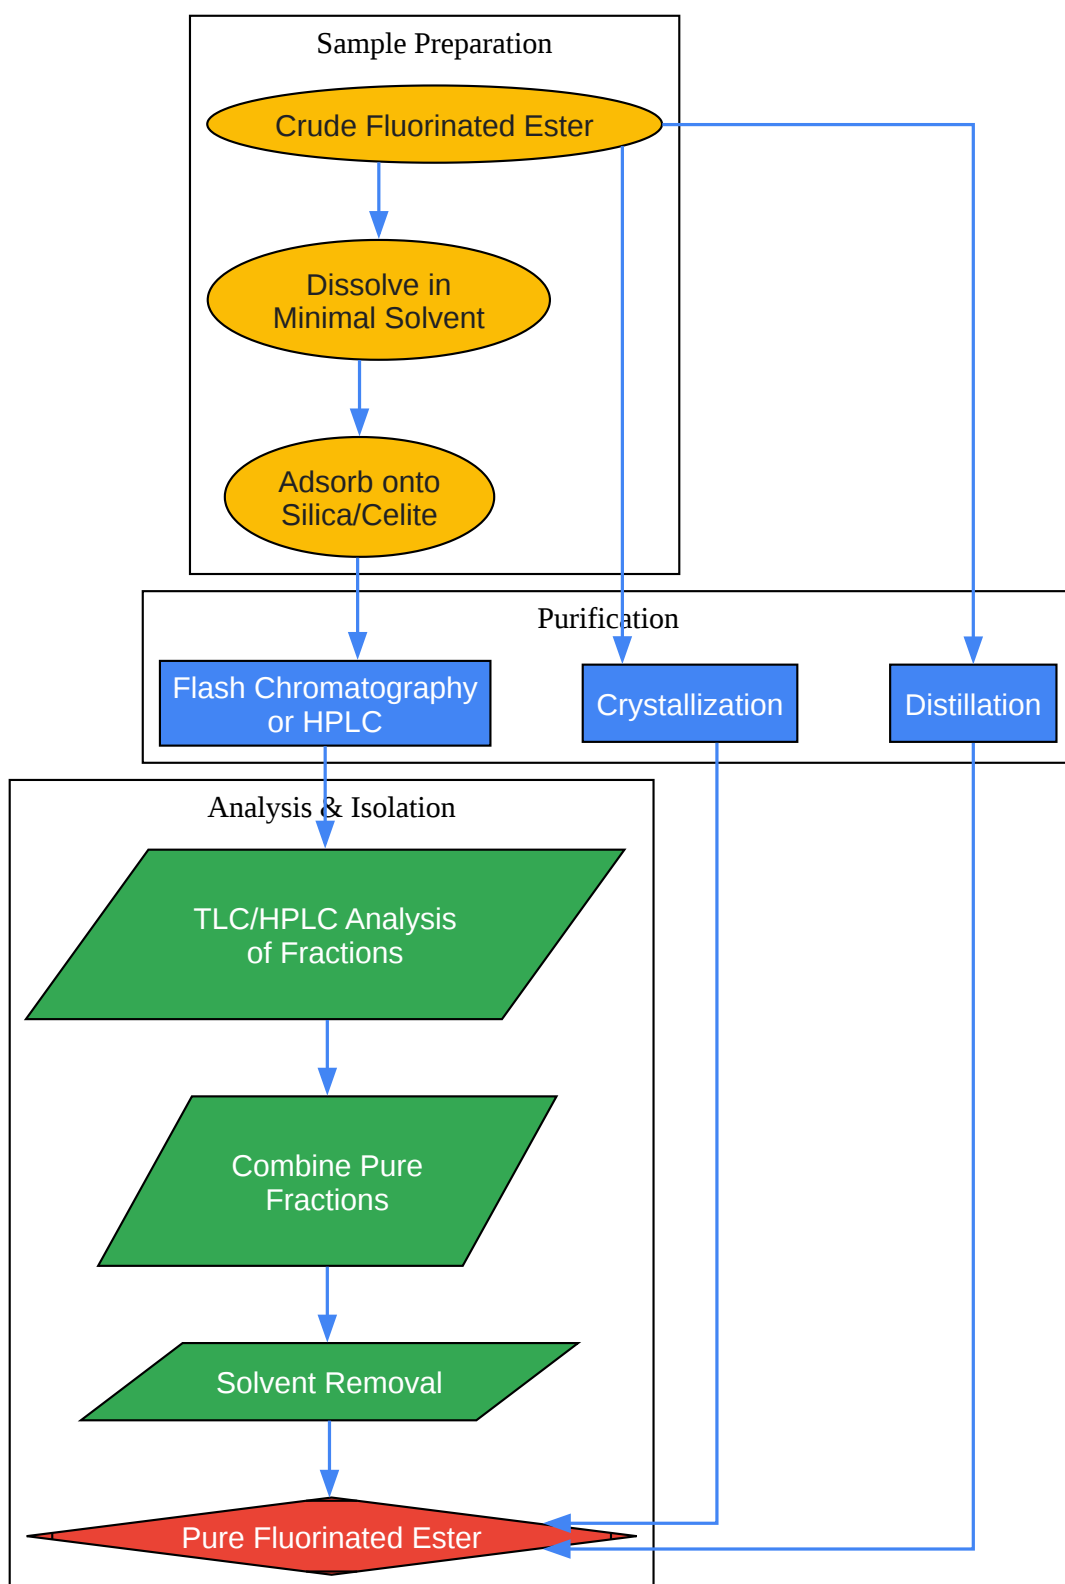 Sample Preparation
Crude Fluorinated Ester
Dissolve in
Minimal Solvent
Adsorb onto
Silica/Celite
Purification
Flash Chromatography
or HPLC
Crystallization
Distillation
Analysis & Isolation
TLC/HPLC Analysis
of Fractions
Combine Pure
Fractions
Solvent Removal
Pure Fluorinated Ester